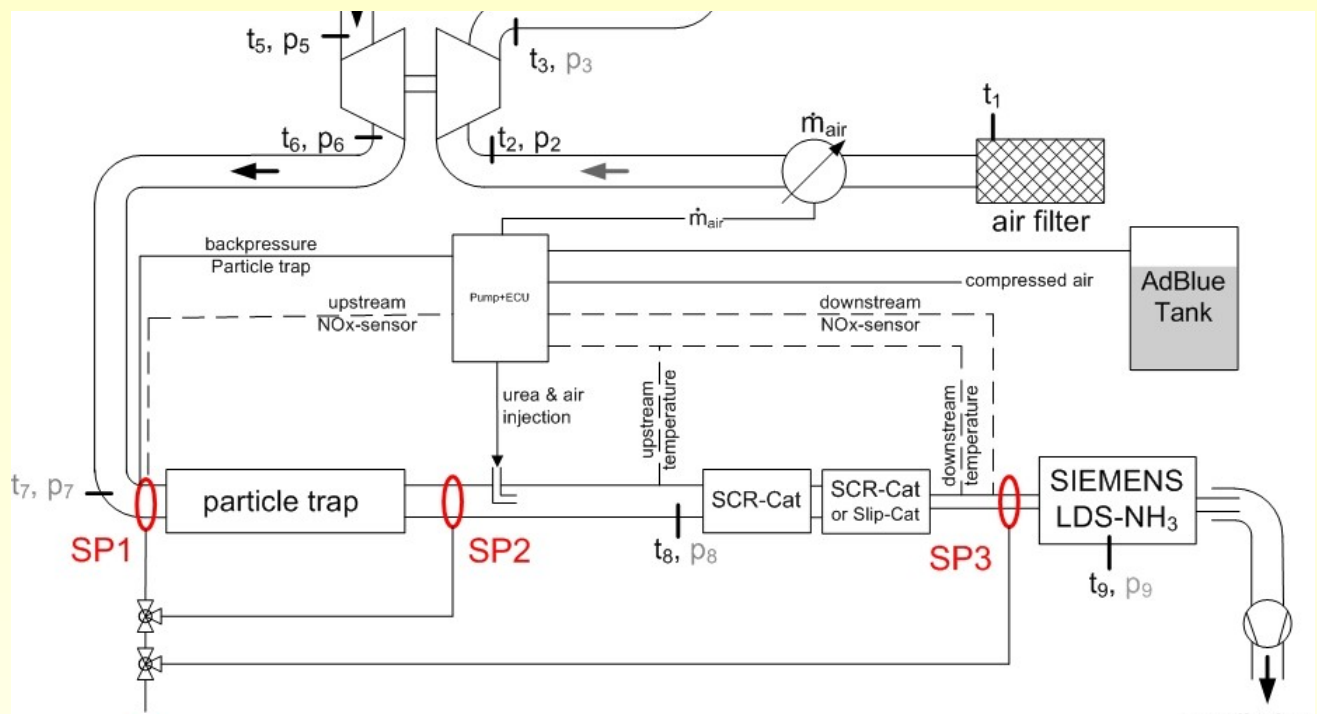 t5, p5
t3, p3
t1
ṁair
t6, p6
t2, p2
air filter
ṁair
backpressure
Particle trap
Pump+ECU
compressed air
AdBlue
Tank
upstream
NOx-sensor
downstream
NOx-sensor
urea & air
injection
upstream
temperature
downstream
temperature
t7, p7
particle trap
SCR-Cat
SCR-Cat
or Slip-Cat
SIEMENS
LDS-NH3
SP1
SP2
t8, p8
SP3
t9, p9